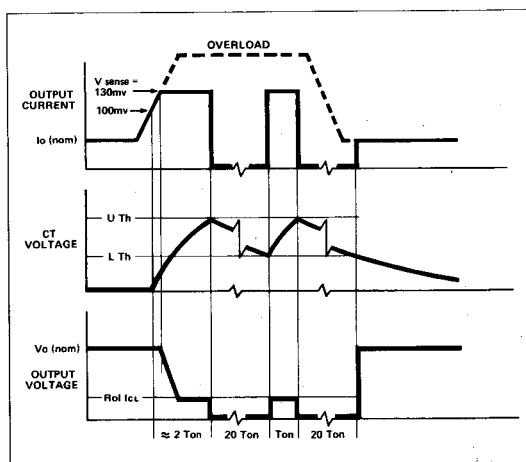 OVERLOAD
V sense =
130mv
OUTPUT
CURRENT
100mv
Io (nom)
U Th
CT
VOLTAGE
L Th
Vo (nom)
OUTPUT
VOLTAGE
Rol ICL
≈ 2 Ton 20 Ton Ton 20 Ton